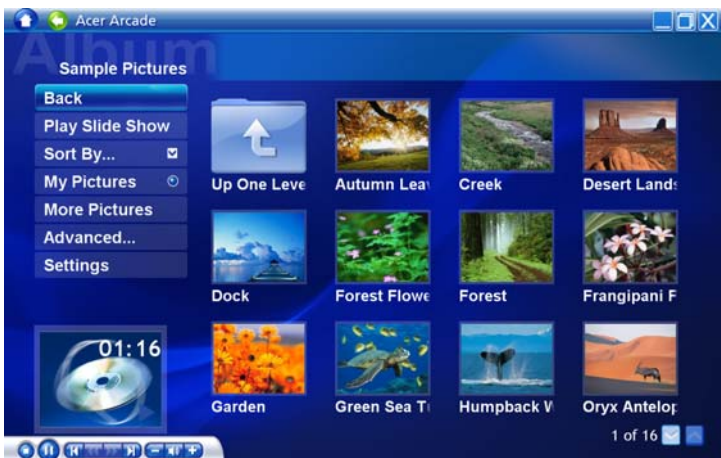 Acer Arcade
Album
Sample Pictures
Back
Play Slide Show
Sort By...
My Pictures
More Pictures
Advanced...
Settings
Up One Leve
Autumn Lea
Creek
Desert Lands
Dock
Forest Flowe
Forest
Frangipani F
Garden
Green Sea T
Humpback W
Oryx Antelop
01:16
1 of 16